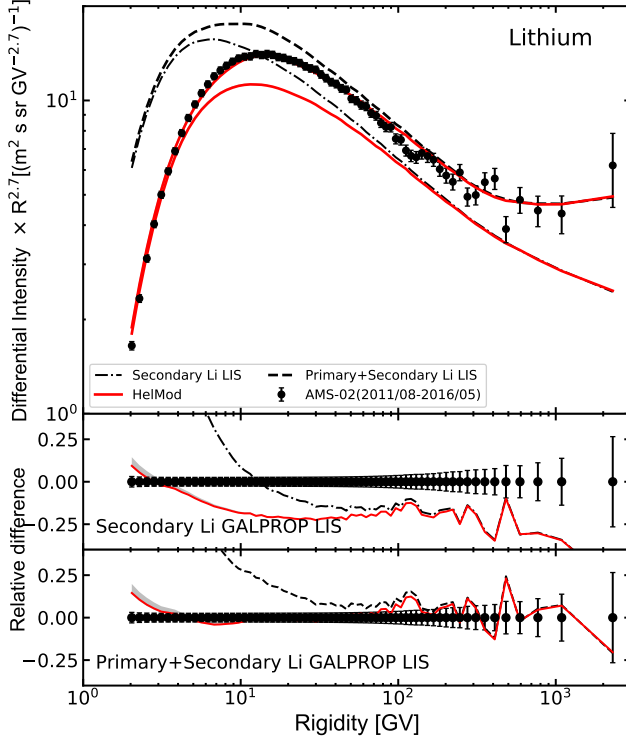 Lithium
Differential Intensity × R^2.7[(m^2 s sr GV^-2.7)^-1]
10^1
10^0
Secondary Li LIS
HelMod
Primary+Secondary Li LIS
AMS-02(2011/08-2016/05)
Relative difference
0.25
0.00
−0.25
Secondary Li GALPROP LIS
0.25
0.00
−0.25
Primary+Secondary Li GALPROP LIS
10^0 10^1 10^2 10^3
Rigidity [GV]